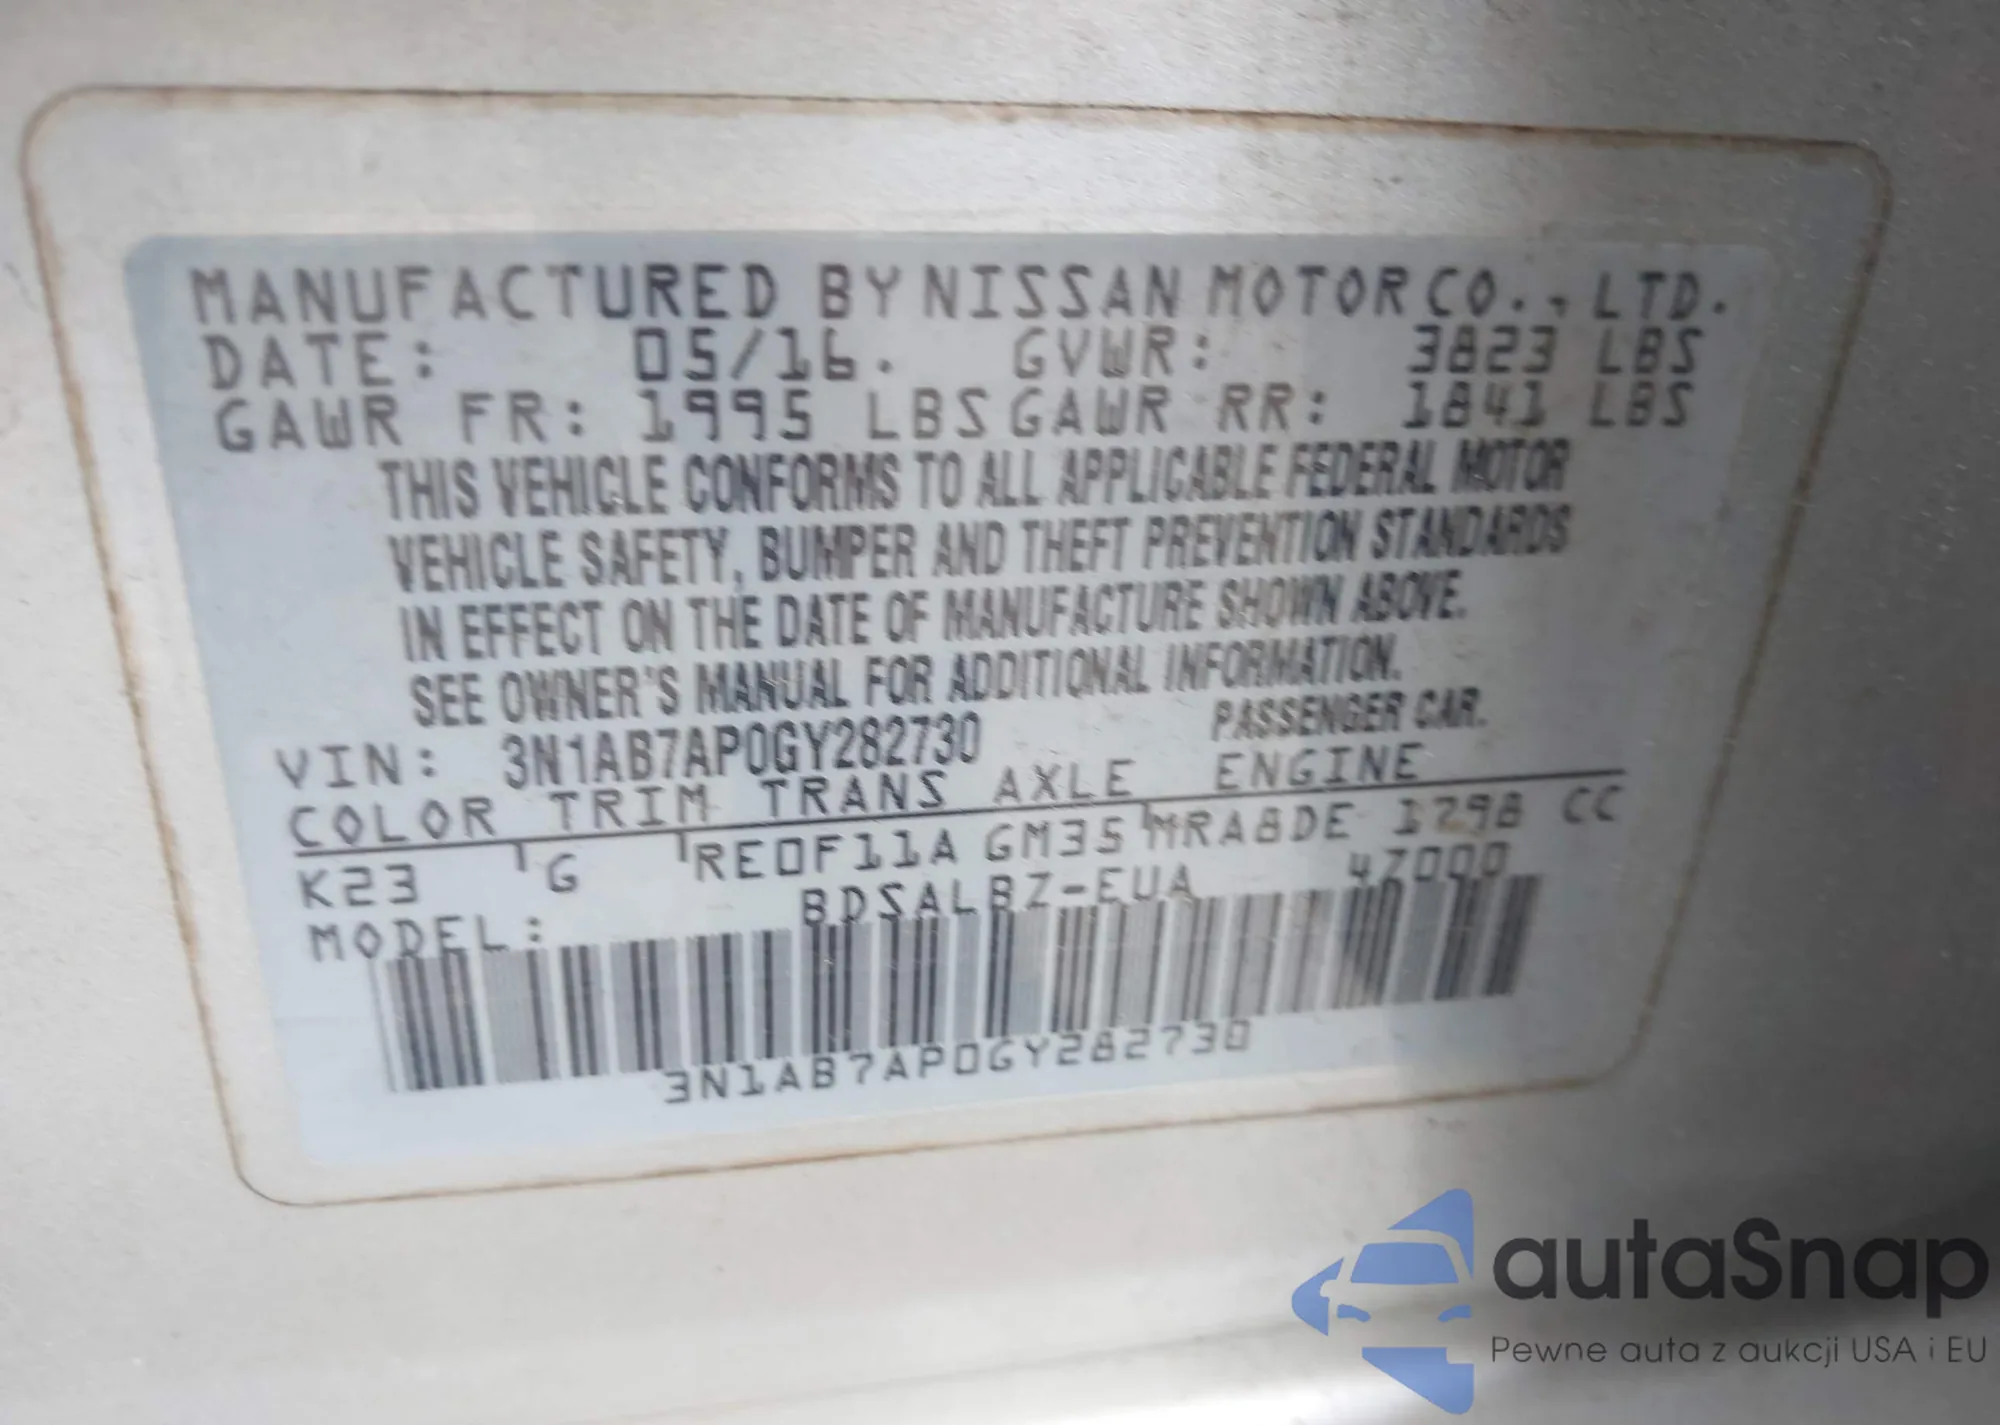 MANUFACTURED BY NISSAN MOTOR CO., LTD.
DATE: 05/16. GVWR: 3823 LBS
GAWR FR: 1995 LBS GAWR RR: 1841 LBS
THIS VEHICLE CONFORMS TO ALL APPLICABLE FEDERAL MOTOR
VEHICLE SAFETY, BUMPER AND THEFT PREVENTION STANDARDS
IN EFFECT ON THE DATE OF MANUFACTURE SHOWN ABOVE.
SEE OWNER'S MANUAL FOR ADDITIONAL INFORMATION.
VIN: 3N1AB7AP0GY282730 PASSENGER CAR.
COLOR TRIM TRANS AXLE ENGINE
K23 G RE0F11A GM35 MRA8DE 1798 CC
MODEL: BDSALBZ-EUA 47000
3N1AB7AP0GY282730
autaSnap
Pewne auta z aukcji USA i EU